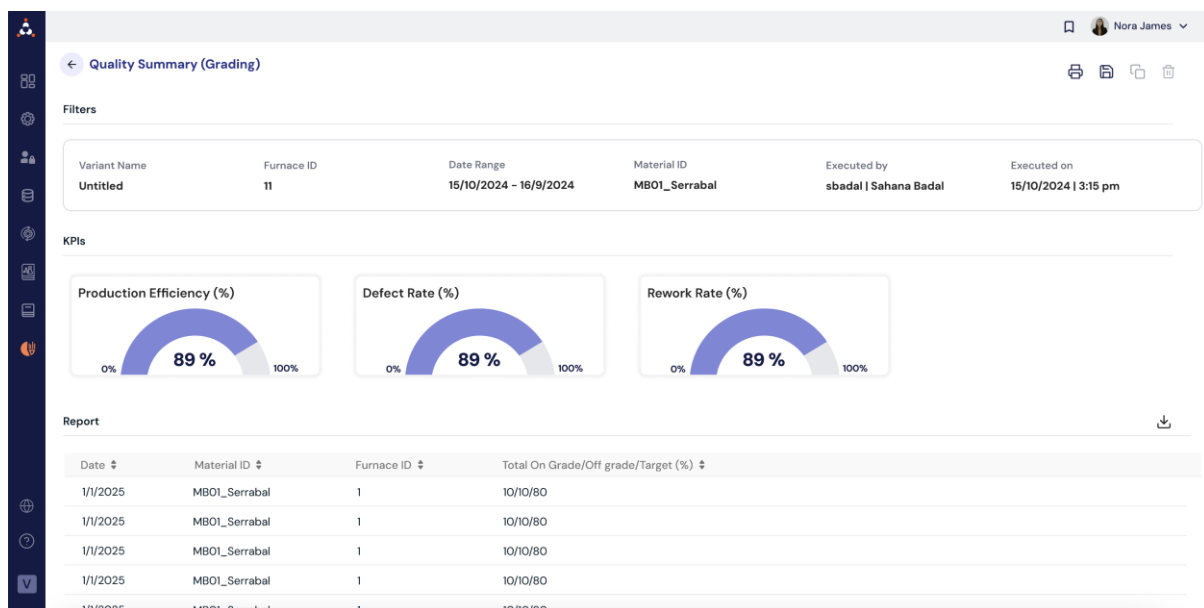 Nora James
Quality Summary (Grading)
Filters
Variant Name Furnace ID Date Range Material ID Executed by Executed on
Untitled 11 15/10/2024 - 16/9/2024 MB01_Serrabal sbadal | Sahana Badal 15/10/2024 | 3:15 pm
KPIs
Production Efficiency (%) Defect Rate (%) Rework Rate (%)
89 % 89 % 89 %
0% 100% 0% 100% 0% 100%
Report
Date Material ID Furnace ID Total On Grade/Off grade/Target (%)
1/1/2025 MB01_Serrabal 1 10/10/80
1/1/2025 MB01_Serrabal 1 10/10/80
1/1/2025 MB01_Serrabal 1 10/10/80
1/1/2025 MB01_Serrabal 1 10/10/80
V